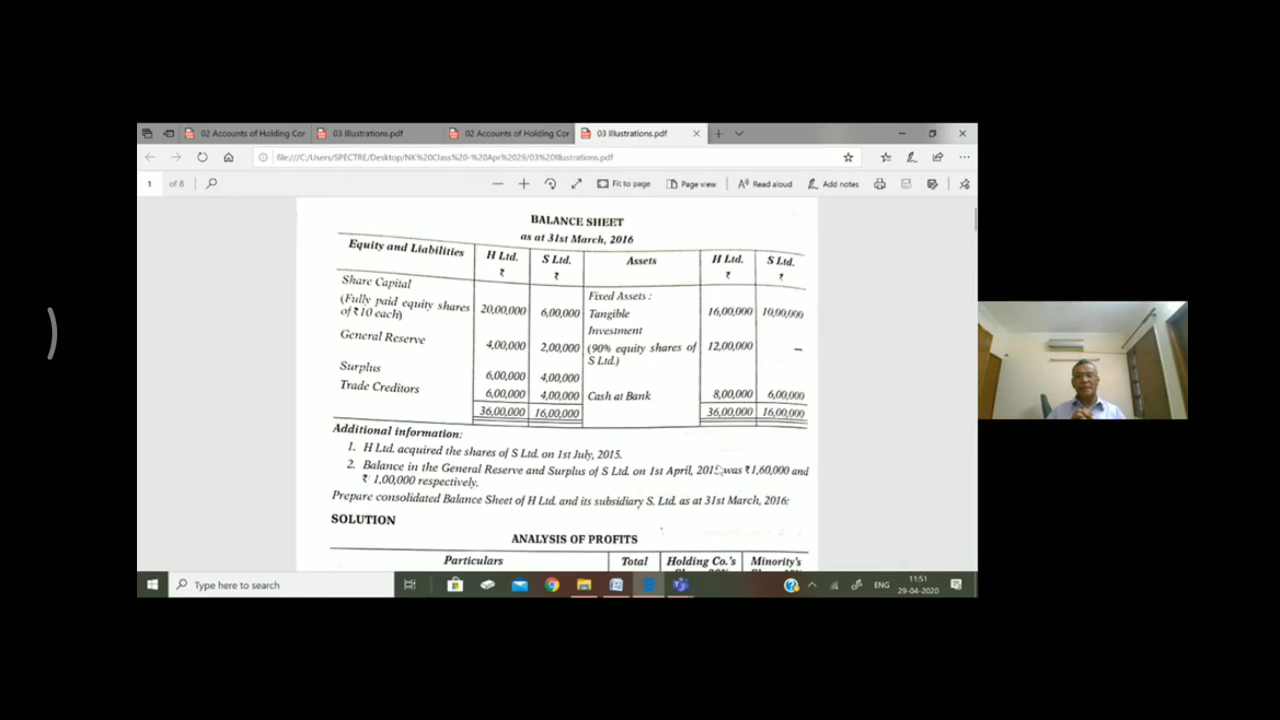 02 Accounts of Holding Cor
03 Illustrations.pdf
02 Accounts of Holding Cor
03 Illustrations.pdf
file:///C:/Users/SPECTRE/Desktop/NK%20Class%20-%20Apr%2029/03%20Illustrations.pdf
1 of 8
Fit to page
Page view
Read aloud
Add notes
BALANCE SHEET
as at 31st March, 2016
Equity and Liabilities H Ltd. S Ltd. Assets H Ltd. S Ltd.
₹ ₹ ₹ ₹
Share Capital Fixed Assets :
(Fully paid equity shares 20,00,000 6,00,000 Tangible 16,00,000 10,00,000
of ₹ 10 each) Investment
General Reserve 4,00,000 2,00,000 (90% equity shares of 12,00,000 –
S Ltd.)
Surplus 6,00,000 4,00,000
Trade Creditors 6,00,000 4,00,000 Cash at Bank 8,00,000 6,00,000
36,00,000 16,00,000 36,00,000 16,00,000
Additional information:
1. H Ltd. acquired the shares of S Ltd. on 1st July, 2015.
2. Balance in the General Reserve and Surplus of S Ltd. on 1st April, 2015 was ₹ 1,60,000 and
₹ 1,00,000 respectively.
Prepare consolidated Balance Sheet of H Ltd. and its subsidiary S. Ltd. as at 31st March, 2016:
SOLUTION
ANALYSIS OF PROFITS
Particulars Total Holding Co.'s Minority's
Type here to search
ENG
11:51
29-04-2020